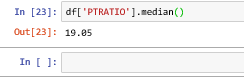 In [23]: df['PTRATIO'].median()
Out[23]: 19.05
In [ ]: